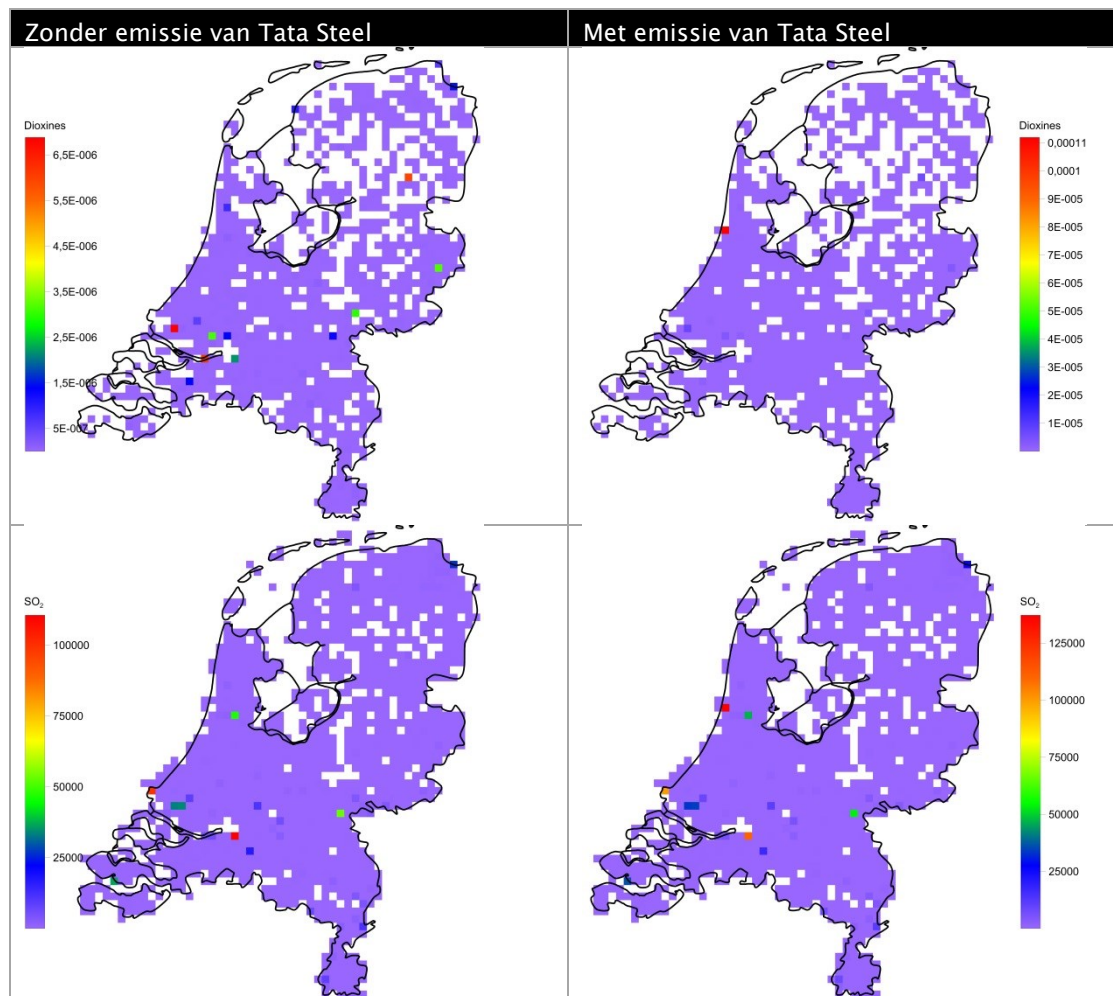 Zonder emissie van Tata Steel
Met emissie van Tata Steel
Dioxines
6,5E-006
5,5E-006
4,5E-006
3,5E-006
2,5E-006
1,5E-006
5E-007
Dioxines
0,00011
0,0001
9E-005
8E-005
7E-005
6E-005
5E-005
4E-005
3E-005
2E-005
1E-005
SO₂
100000
75000
50000
25000
SO₂
125000
100000
75000
50000
25000